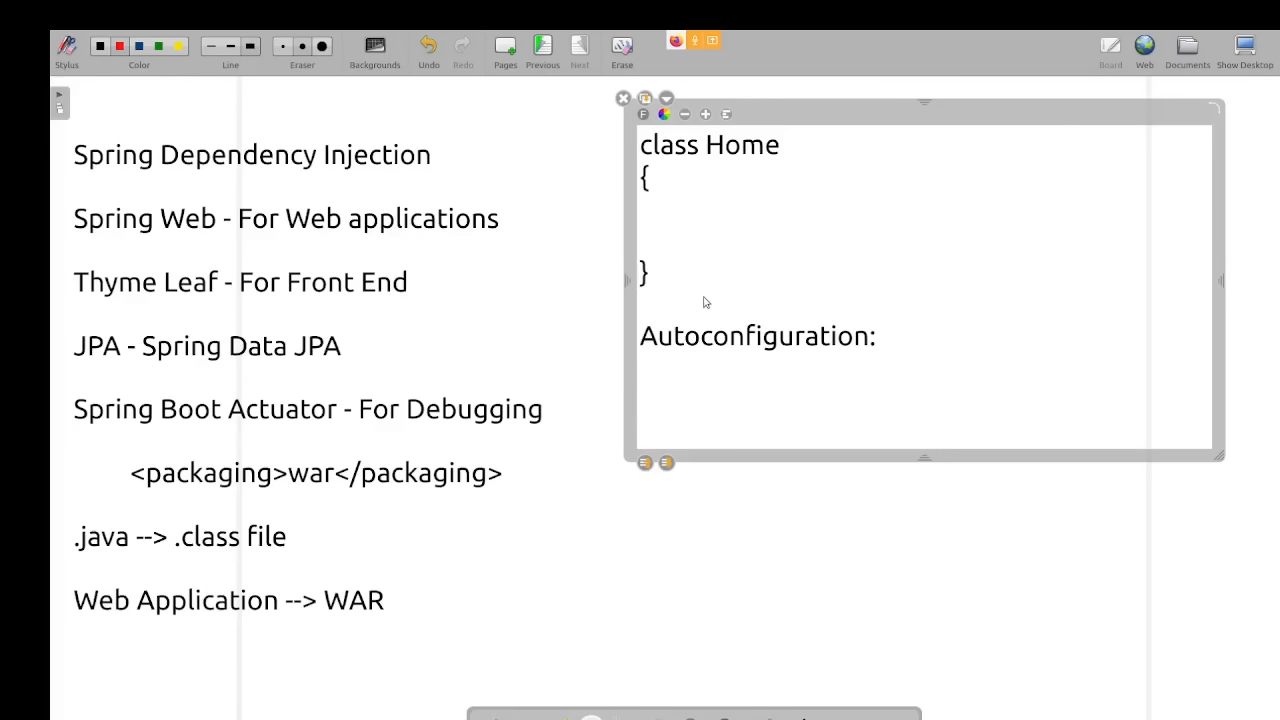 Stylus
Color
Line
Eraser
Backgrounds
Undo
Redo
Pages
Previous
Next
Erase
Board
Web
Documents
Show Desktop
Spring Dependency Injection
Spring Web - For Web applications
Thyme Leaf - For Front End
JPA - Spring Data JPA
Spring Boot Actuator - For Debugging
<packaging>war</packaging>
.java --> .class file
Web Application --> WAR
F
class Home
{
}
Autoconfiguration: